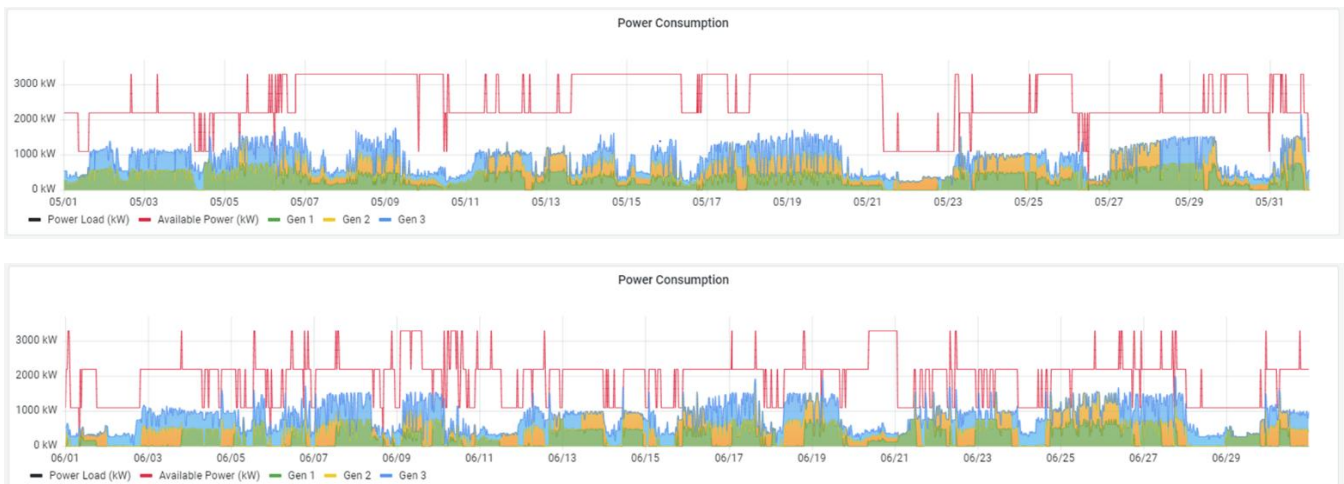 Power Consumption
3000 kW
2000 kW
1000 kW
0 kW
05/01 05/03 05/05 05/07 05/09 05/11 05/13 05/15 05/17 05/19 05/21 05/23 05/25 05/27 05/29 05/31
Power Load (kW) Available Power (kW) Gen 1 Gen 2 Gen 3
Power Consumption
3000 kW
2000 kW
1000 kW
0 kW
06/01 06/03 06/05 06/07 06/09 06/11 06/13 06/15 06/17 06/19 06/21 06/23 06/25 06/27 06/29
Power Load (kW) Available Power (kW) Gen 1 Gen 2 Gen 3